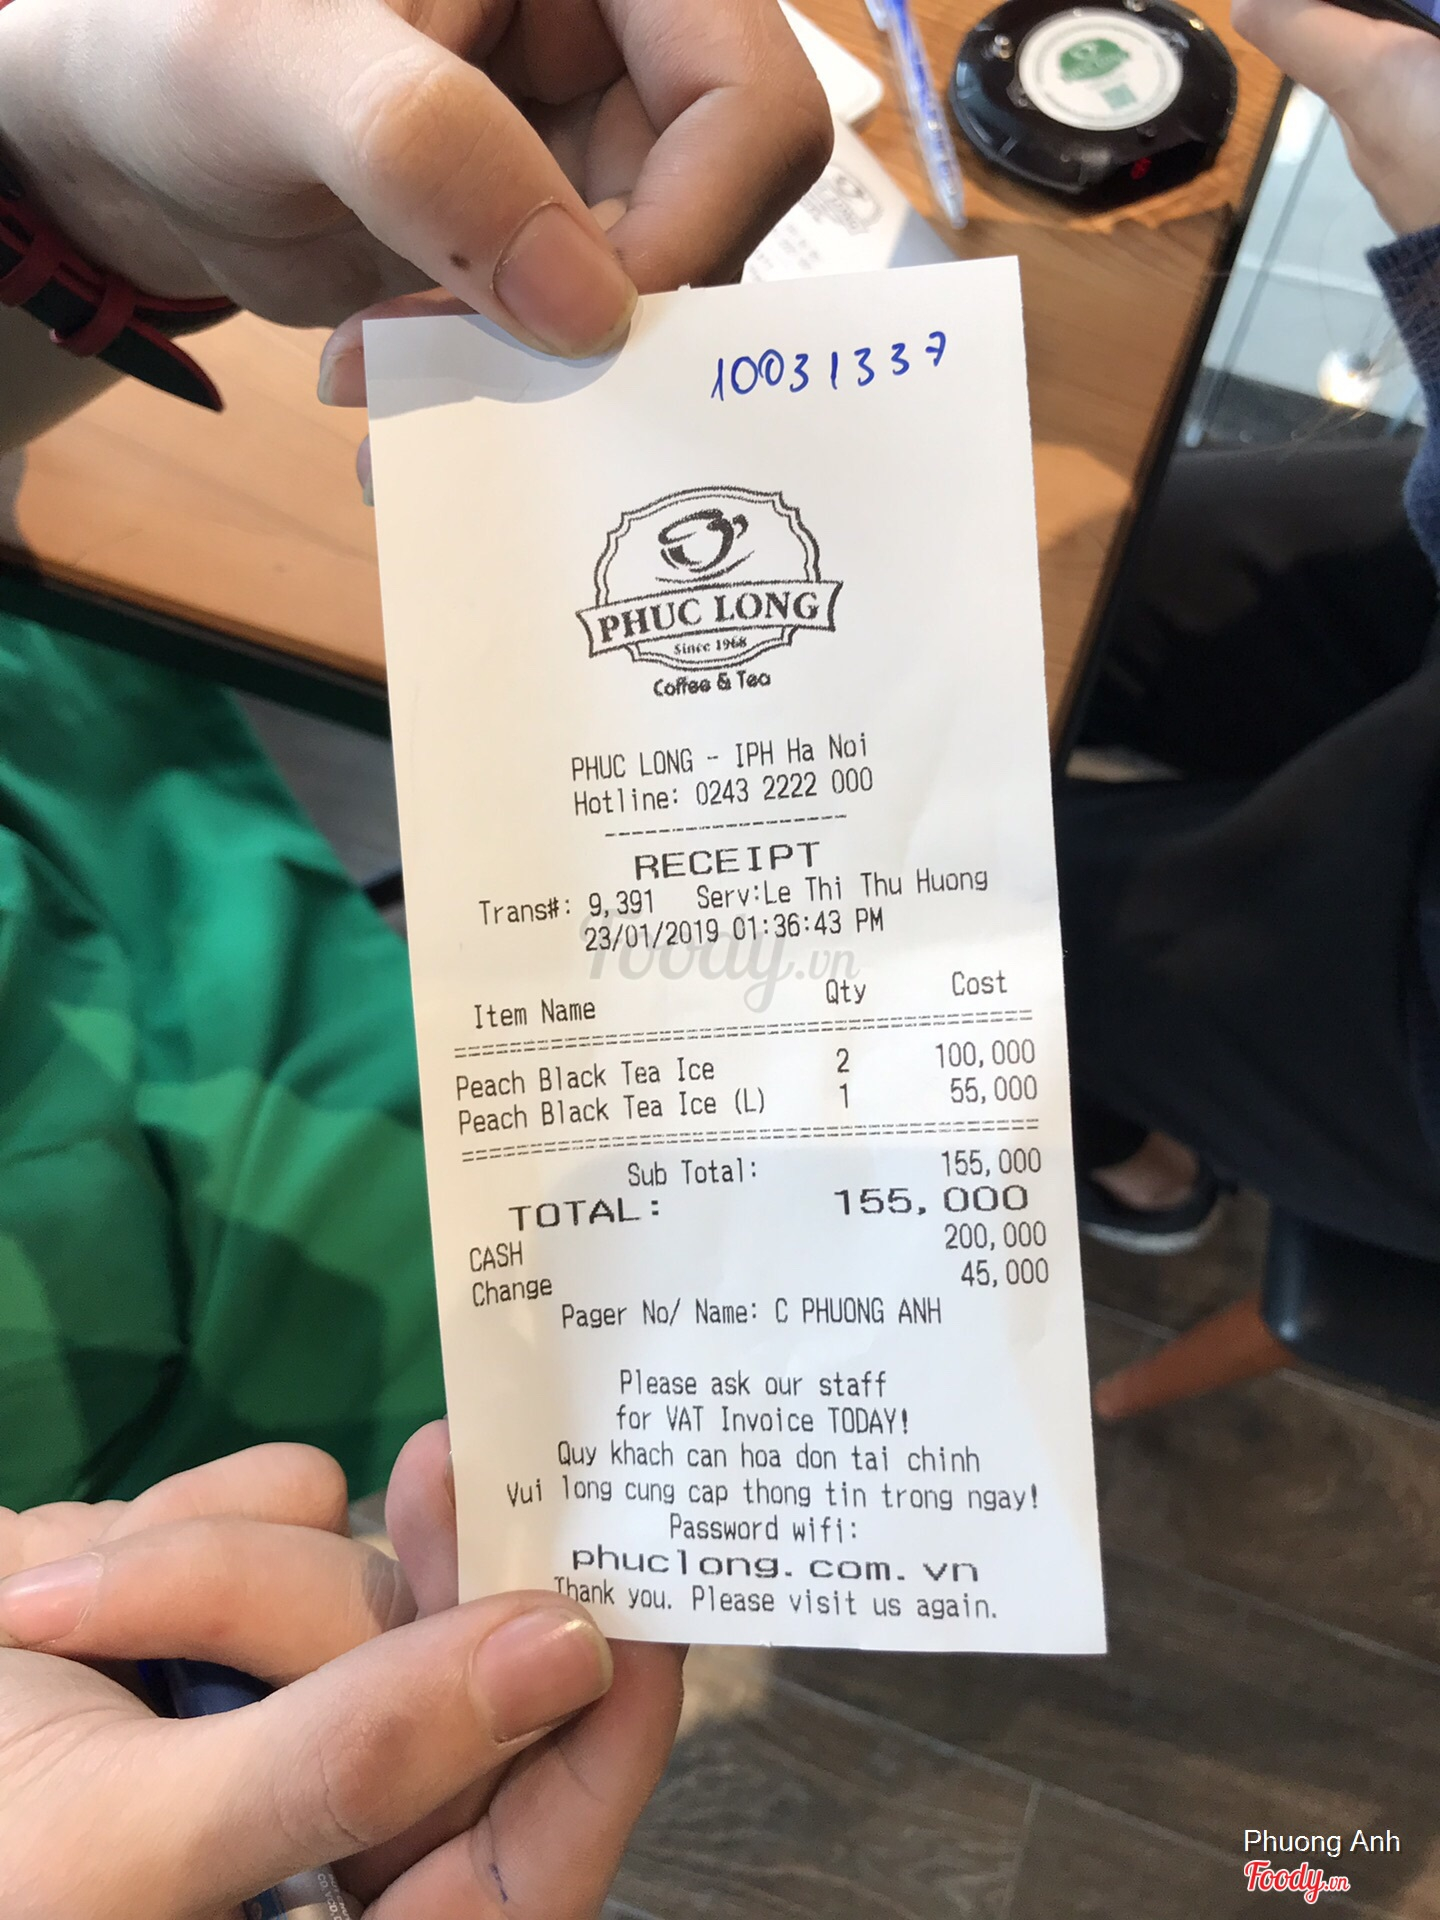 10031337
PHUC LONG
Since 1968
Coffee & Tea
PHUC LONG - IPH Ha Noi
Hotline: 0243 2222 000
RECEIPT
Trans#: 9,391 Serv:Le Thi Thu Huong
23/01/2019 01:36:43 PM
Foody.vn
Item Name Qty Cost
Peach Black Tea Ice 2 100,000
Peach Black Tea Ice (L) 1 55,000
Sub Total: 155,000
TOTAL: 155,000
CASH 200,000
Change 45,000
Pager No/ Name: C PHUONG ANH
Please ask our staff
for VAT Invoice TODAY!
Quy khach can hoa don tai chinh
Vui long cung cap thong tin trong ngay!
Password wifi:
phuclong.com.vn
Thank you. Please visit us again.
Phuong Anh
Foody.vn